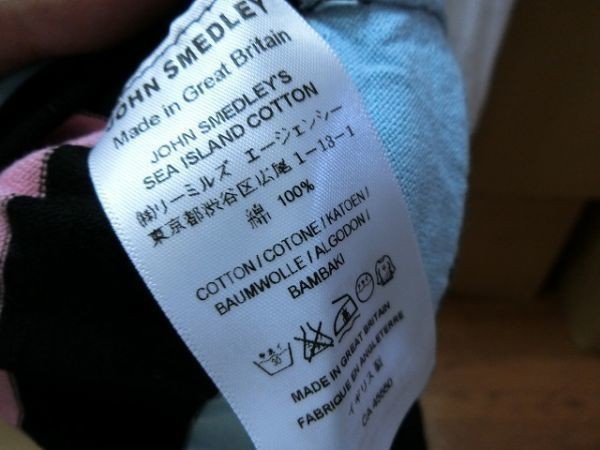 JOHN SMEDLEY
Made in Great Britain
JOHN SMEDLEY'S
SEA ISLAND COTTON
㈱リーミルズ エージェンシー
東京都渋谷区広尾1-13-1
綿 100%
COTTON / COTONE / KATOEN /
BAUMWOLLE / ALGODON /
BAMBAKI
30
MADE IN GREAT BRITAIN
FABRIQUE EN ANGLETERRE
イギリス製